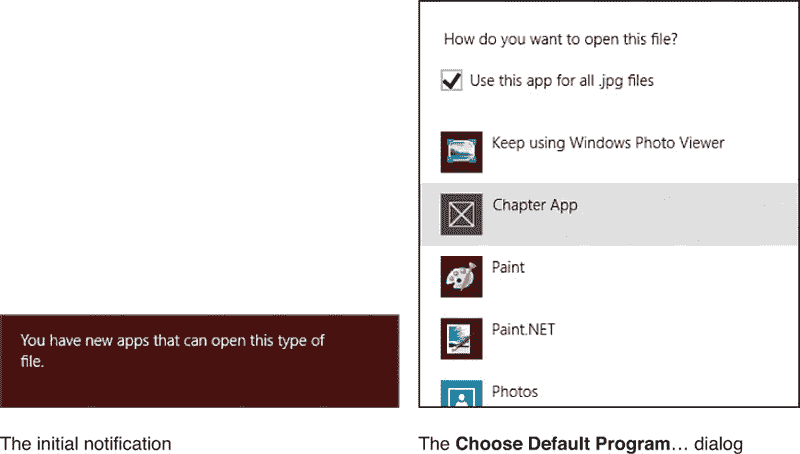 You have new apps that can open this type of
file.
The initial notification
How do you want to open this file?
Use this app for all .jpg files
Keep using Windows Photo Viewer
Chapter App
Paint
Paint.NET
Photos
The Choose Default Program… dialog